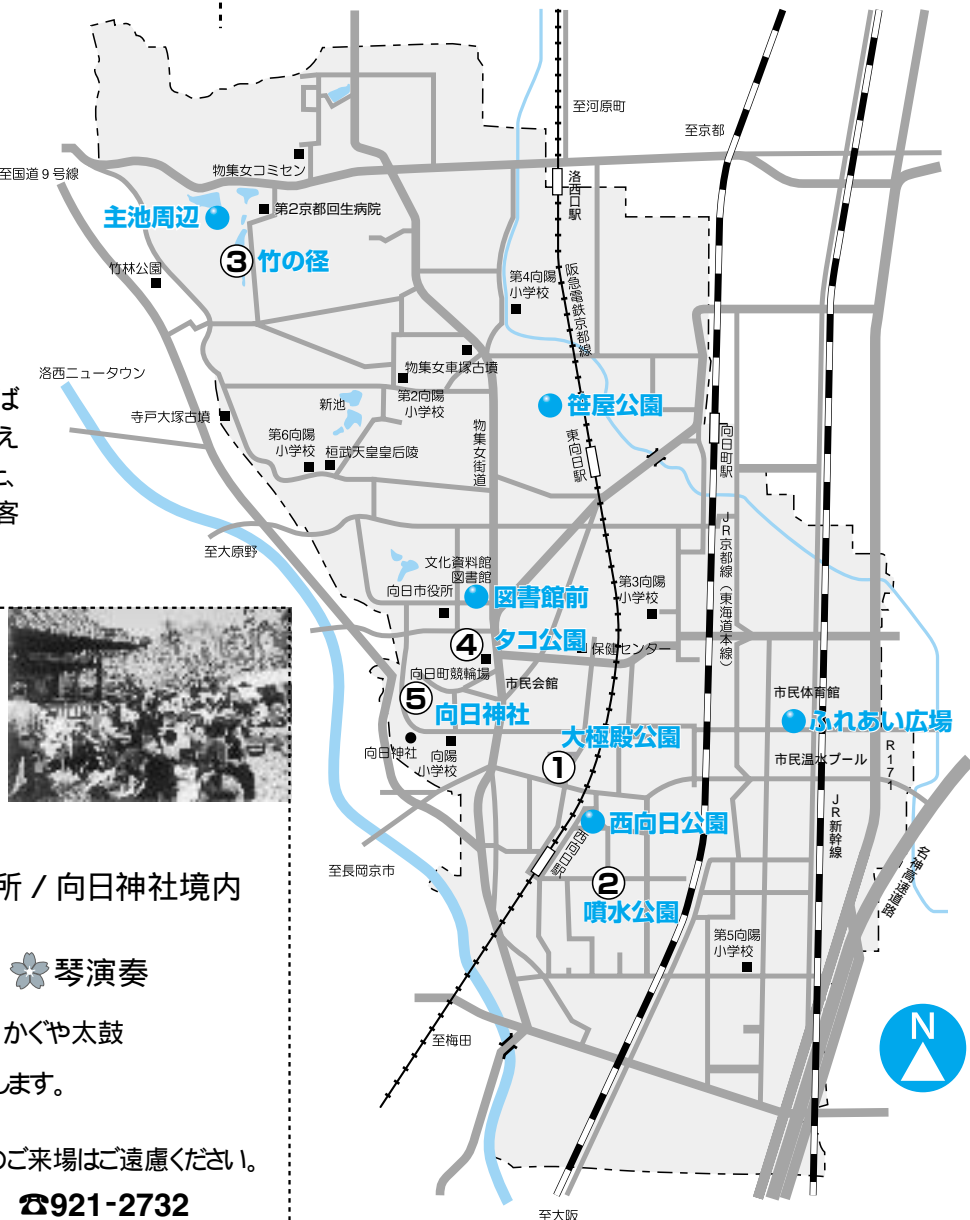 至河原町
至京都
至国道9号線
物集女コミセン
洛西口駅
第2京都回生病院
主池周辺
③竹の径
竹林公園
第4向陽
小学校
阪急電鉄京都線
洛西ニュータウン
物集女車塚古墳
第2向陽
小学校
新池
寺戸大塚古墳
第6向陽
小学校
桓武天皇皇后陵
物集女街道
笹屋公園
東向日駅
向日町駅
JR京都線(東海道本線)
ば
え
客
至大原野
文化資料館
図書館
向日市役所
図書館前
第3向陽
小学校
④タコ公園
保健センター
向日町競輪場
市民会館
⑤向日神社
向日神社
向陽
小学校
大極殿公園
①
市民体育館
ふれあい広場
市民温水プール
R171
JR新幹線
名神高速道路
西向日公園
西向日駅
至長岡京市
②
噴水公園
第5向陽
小学校
所 / 向日神社境内
琴演奏
かぐや太鼓
します。
至梅田
N
のご来場はご遠慮ください。
☎921-2732
至大阪